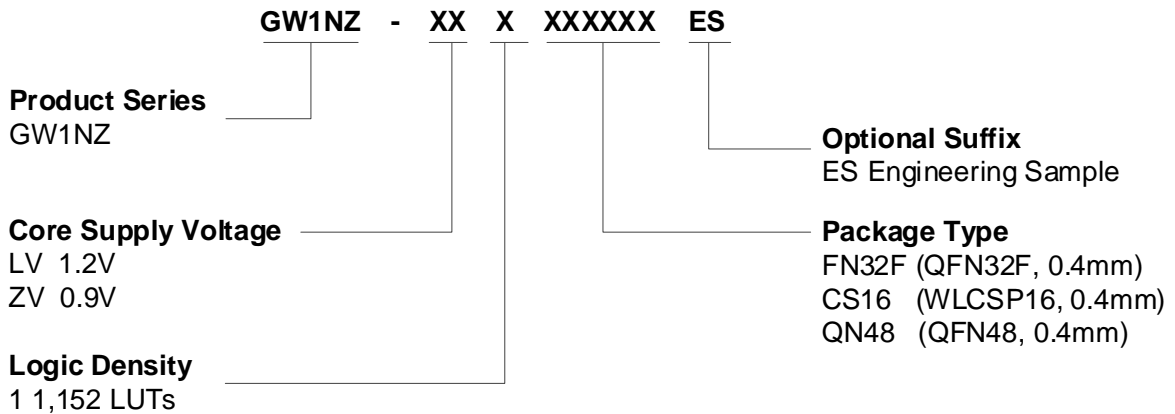 GW1NZ - XX X XXXXXX ES
Product Series
GW1NZ
Optional Suffix
ES Engineering Sample
Core Supply Voltage
LV 1.2V
ZV 0.9V
Package Type
FN32F (QFN32F, 0.4mm)
CS16 (WLCSP16, 0.4mm)
QN48 (QFN48, 0.4mm)
Logic Density
1 1,152 LUTs